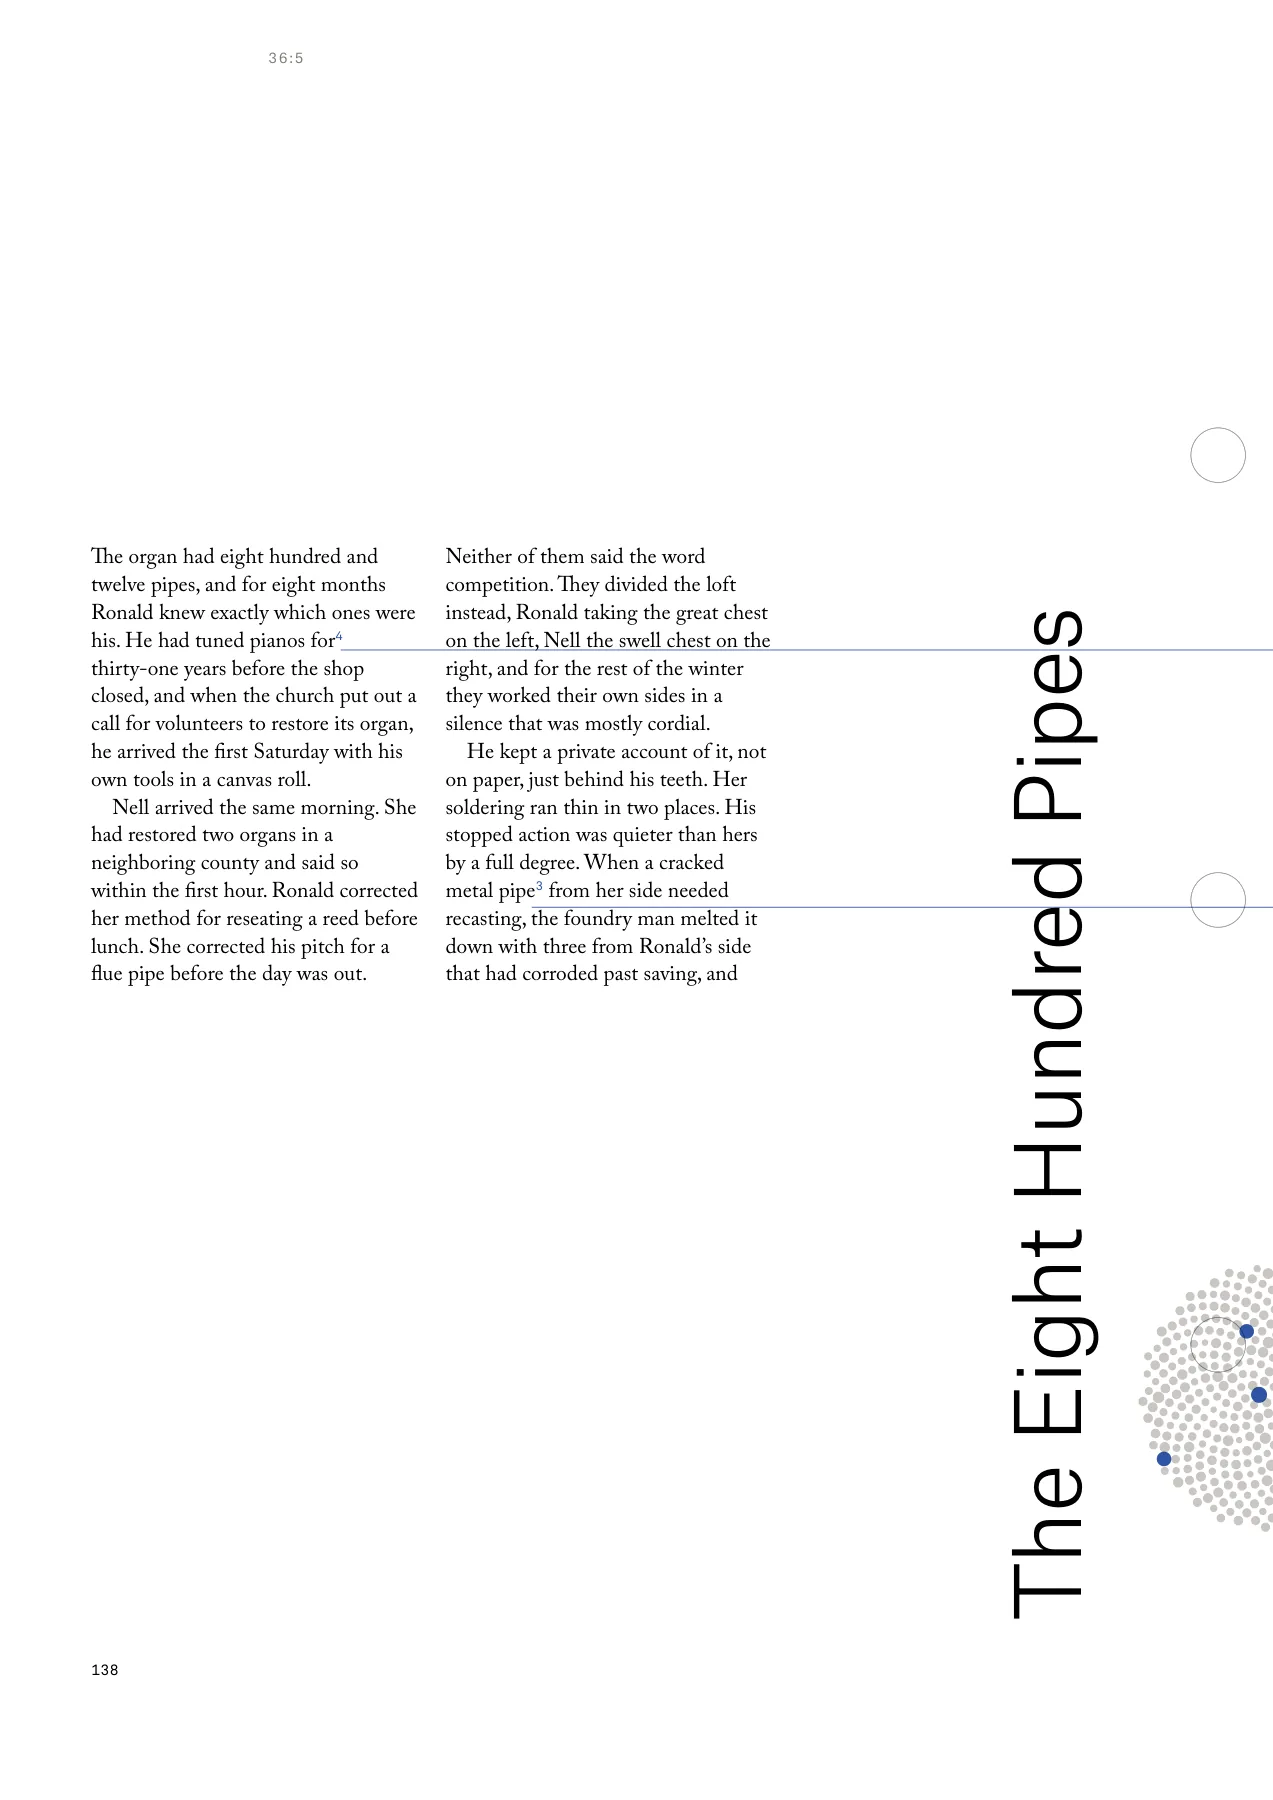 36:5
The organ had eight hundred and
twelve pipes, and for eight months
Ronald knew exactly which ones were
his. He had tuned pianos for4
thirty-one years before the shop
closed, and when the church put out a
call for volunteers to restore its organ,
he arrived the first Saturday with his
own tools in a canvas roll.
Nell arrived the same morning. She
had restored two organs in a
neighboring county and said so
within the first hour. Ronald corrected
her method for reseating a reed before
lunch. She corrected his pitch for a
flue pipe before the day was out.
Neither of them said the word
competition. They divided the loft
instead, Ronald taking the great chest
on the left, Nell the swell chest on the
right, and for the rest of the winter
they worked their own sides in a
silence that was mostly cordial.
He kept a private account of it, not
on paper, just behind his teeth. Her
soldering ran thin in two places. His
stopped action was quieter than hers
by a full degree. When a cracked
metal pipe3 from her side needed
recasting, the foundry man melted it
down with three from Ronald’s side
that had corroded past saving, and
The Eight Hundred Pipes
138